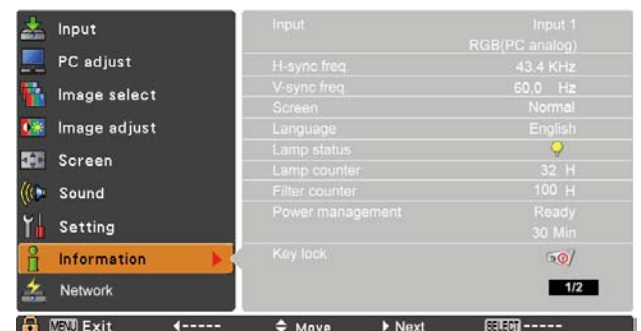 Input
PC adjust
Image select
Image adjust
Screen
Sound
Setting
Information
Network
Input Input 1
RGB(PC analog)
H-sync freq. 43.4 KHz
V-sync freq. 60.0 Hz
Screen Normal
Language English
Lamp status
Lamp counter 32 H
Filter counter 100 H
Power management Ready
30 Min
Key lock
1/2
MENU Exit ----- Move Next SELECT -----